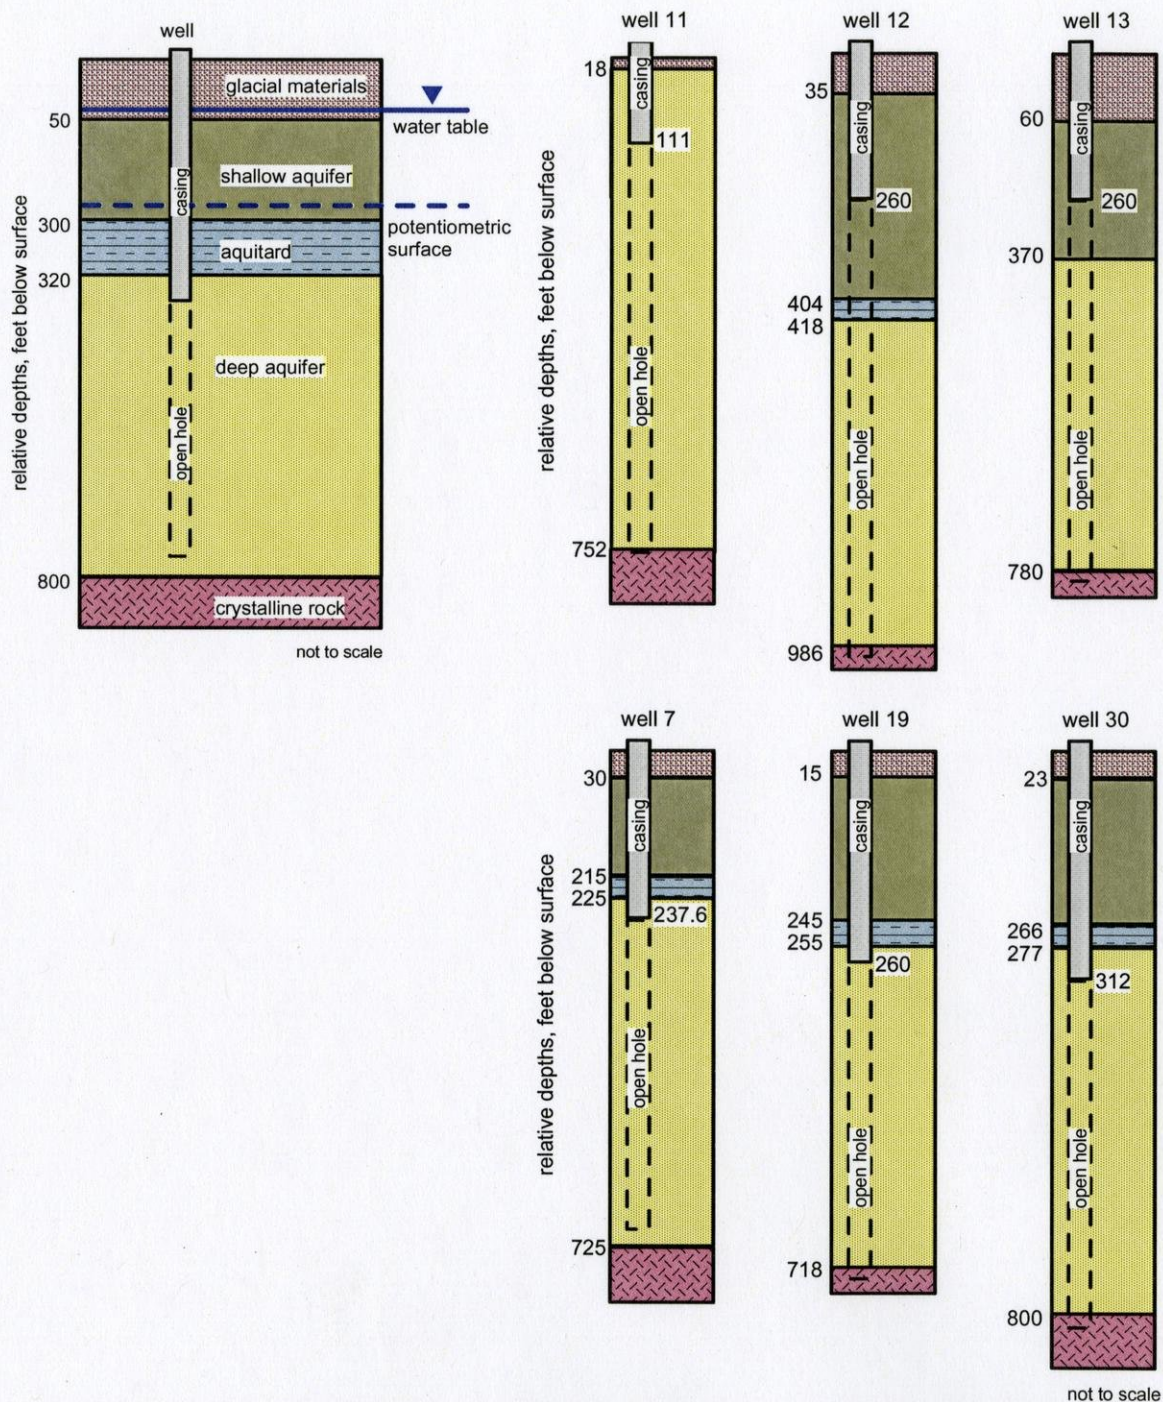 well
glacial materials
water table
50
shallow aquifer
casing
potentiometric
surface
300
aquitard
320
deep aquifer
open hole
800
crystalline rock
not to scale
relative depths, feet below surface
well 11
18
casing
111
open hole
752
relative depths, feet below surface
well 12
35
casing
260
404
418
open hole
986
well 13
60
casing
260
370
open hole
780
well 7
30
casing
215
225
237.6
open hole
725
relative depths, feet below surface
well 19
15
casing
245
255
260
open hole
718
well 30
23
casing
266
277
312
open hole
800
not to scale